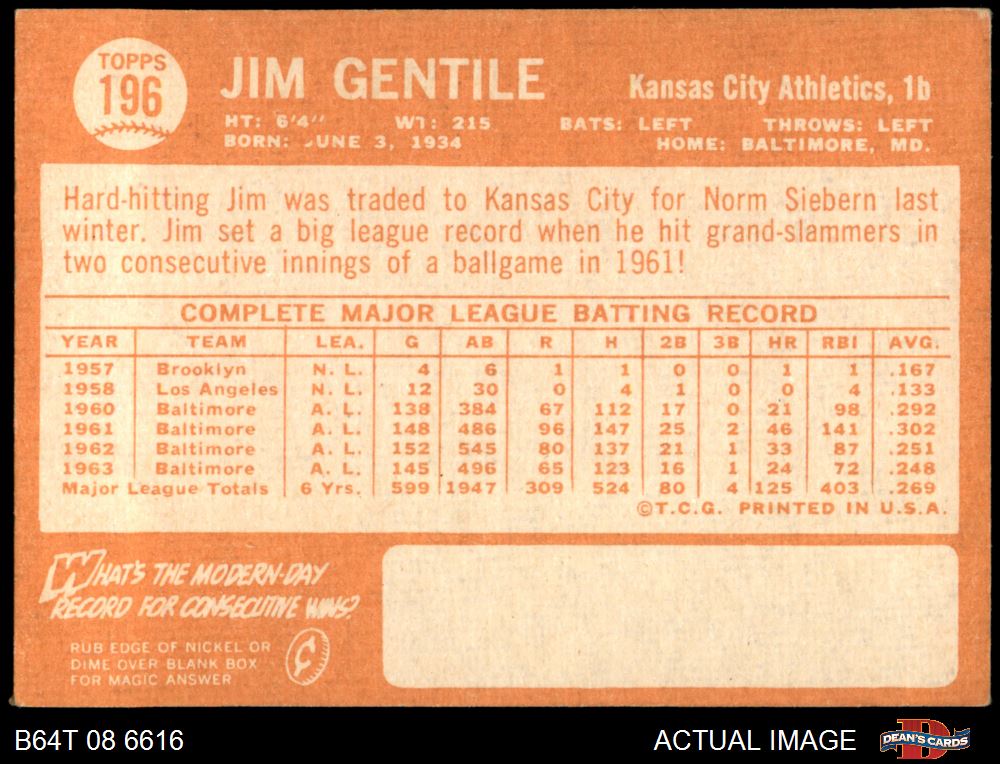 TOPPS
196
JIM GENTILE
Kansas City Athletics, 1b
HT: 6'4" WT: 215 BATS: LEFT THROWS: LEFT
BORN: JUNE 3, 1934 HOME: BALTIMORE, MD.
Hard-hitting Jim was traded to Kansas City for Norm Siebern last
winter. Jim set a big league record when he hit grand-slammers in
two consecutive innings of a ballgame in 1961!
COMPLETE MAJOR LEAGUE BATTING RECORD
YEAR TEAM LEA. G AB R H 2B 3B HR RBI AVG.
1957 Brooklyn N. L. 4 6 1 1 0 0 1 1 .167
1958 Los Angeles N. L. 12 30 0 4 1 0 0 4 .133
1960 Baltimore A. L. 138 384 67 112 17 0 21 98 .292
1961 Baltimore A. L. 148 486 96 147 25 2 46 141 .302
1962 Baltimore A. L. 152 545 80 137 21 1 33 87 .251
1963 Baltimore A. L. 145 496 65 123 16 1 24 72 .248
Major League Totals 6 Yrs. 599 1947 309 524 80 4 125 403 .269
©T.C.G. PRINTED IN U.S.A.
WHAT'S THE MODERN-DAY
RECORD FOR CONSECUTIVE WINS?
RUB EDGE OF NICKEL OR
DIME OVER BLANK BOX
FOR MAGIC ANSWER
¢
B64T 08 6616
ACTUAL IMAGE
D
DEAN'S CARDS